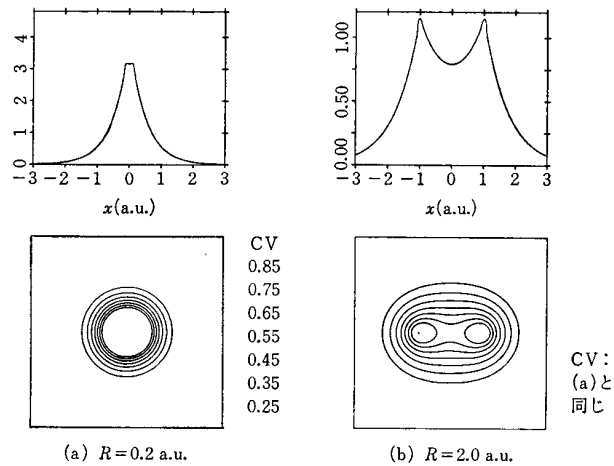 4
3
2
1
0
−3 −2 −1 0 1 2 3
x(a.u.)
1.00
0.50
0.00
−3 −2 −1 0 1 2 3
x(a.u.)
CV
0.85
0.75
0.65
0.55
0.45
0.35
0.25
CV：
(a)と
同じ
(a) R=0.2 a.u.
(b) R=2.0 a.u.